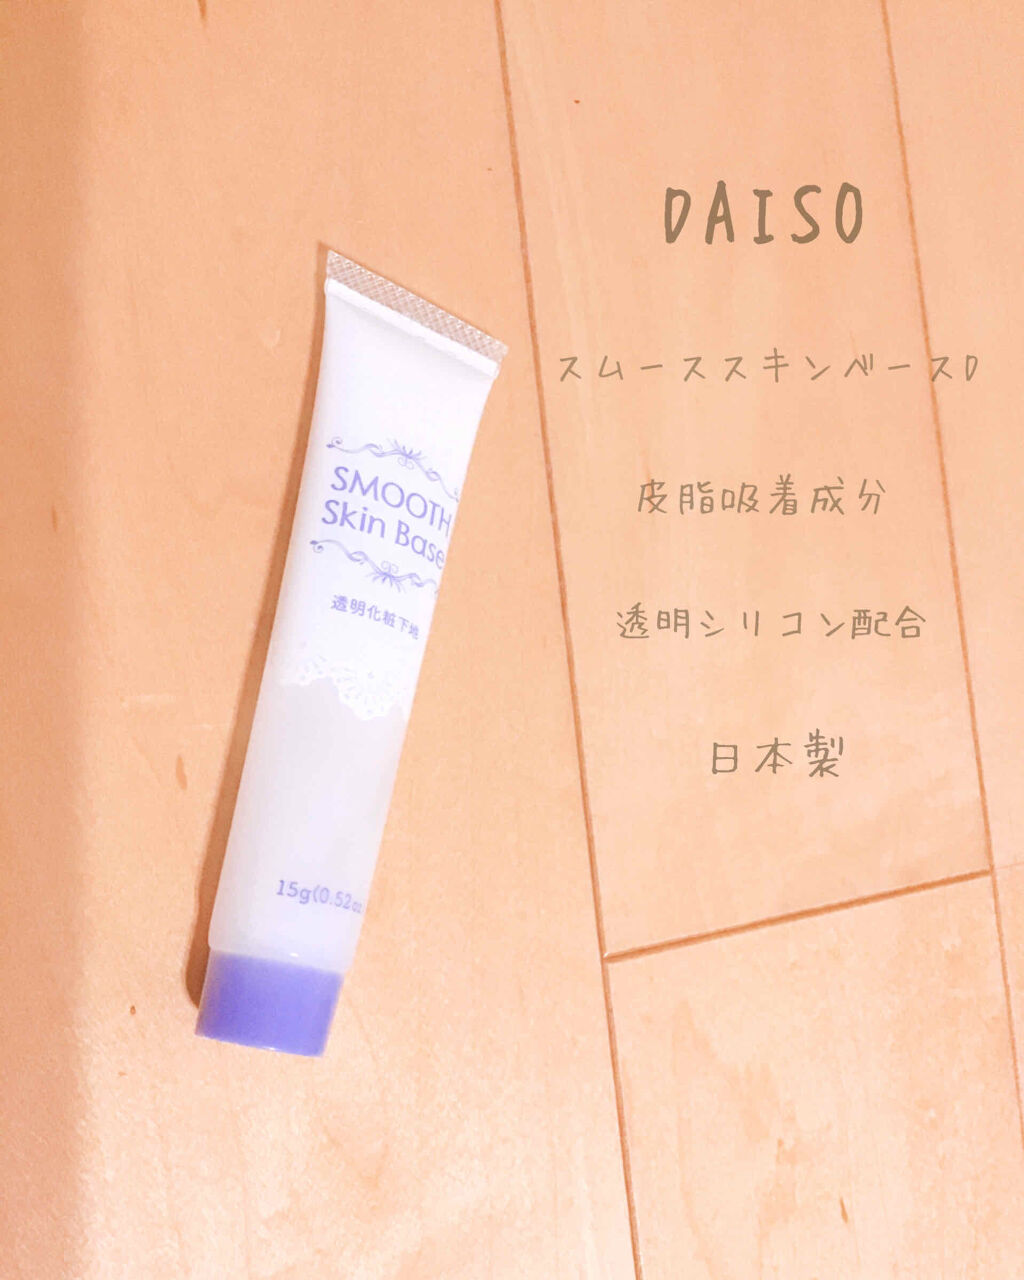 DAISO
スムーススキンベースD
皮脂吸着成分
透明シリコン配合
日本製
SMOOTH
Skin Base
透明化粧下地
15g(0.52oz